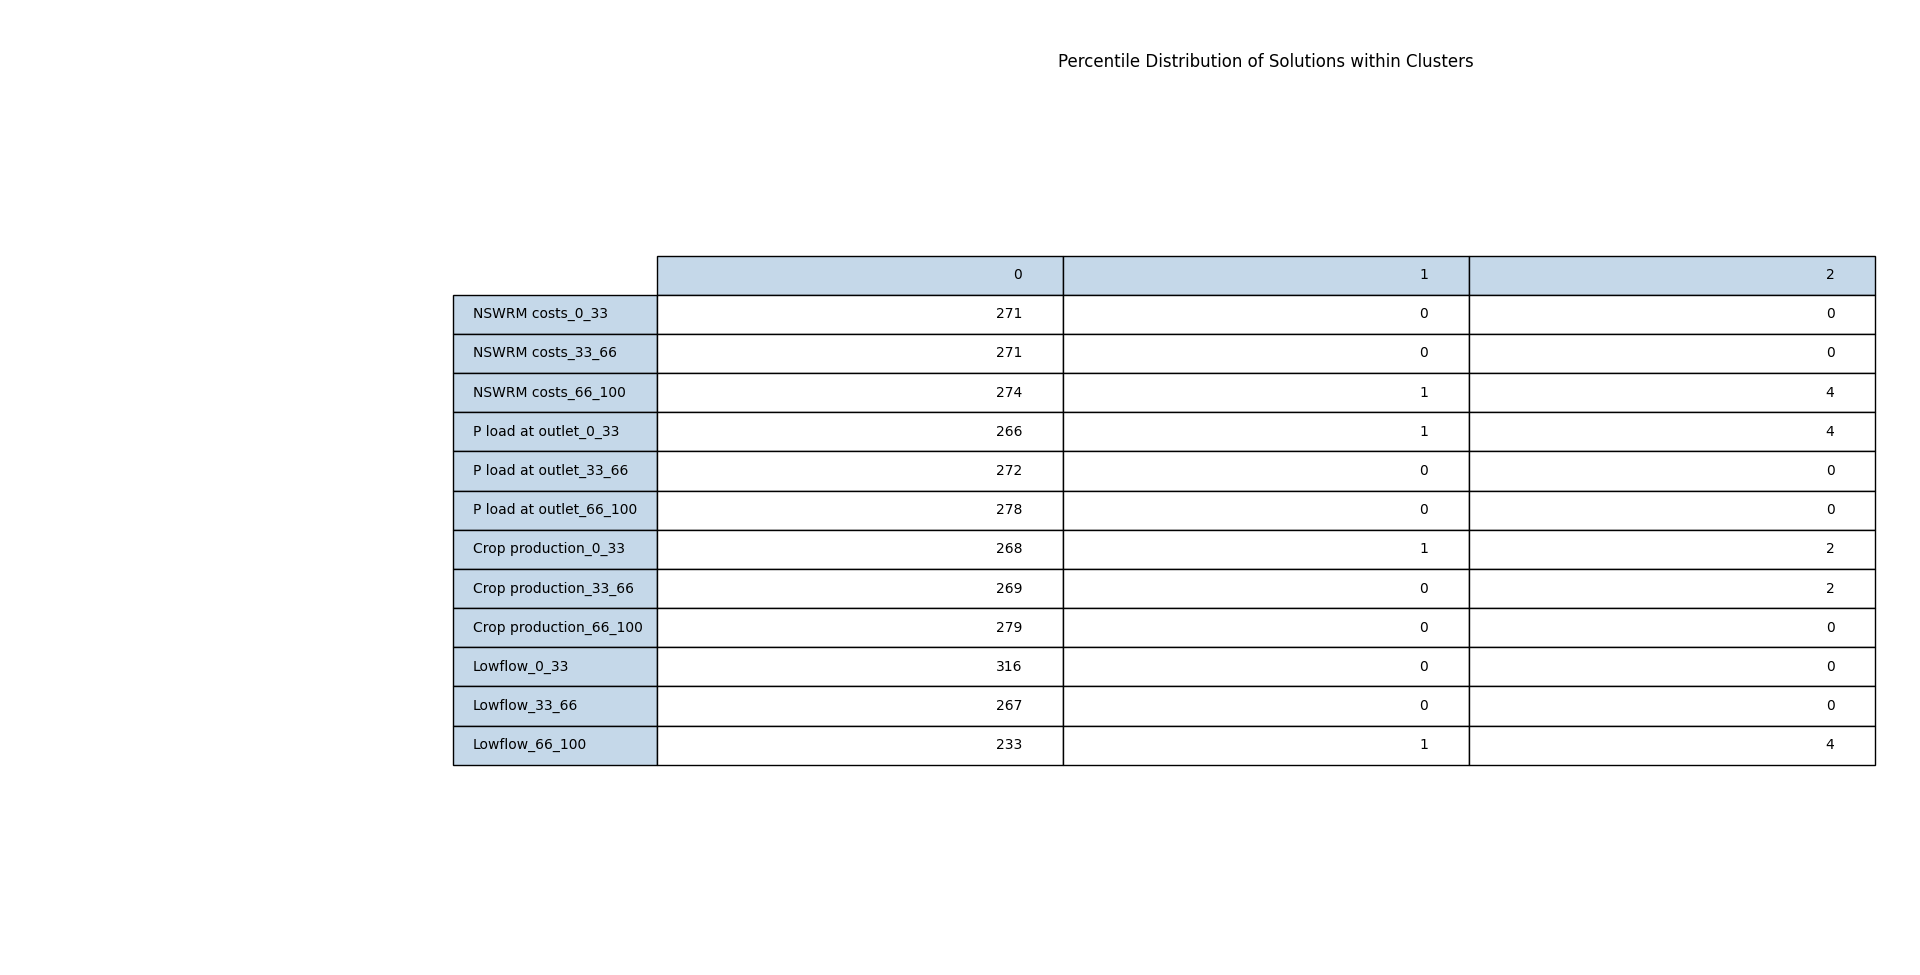 Percentile Distribution of Solutions within Clusters
0 1 2
NSWRM costs_0_33 271 0 0
NSWRM costs_33_66 271 0 0
NSWRM costs_66_100 274 1 4
P load at outlet_0_33 266 1 4
P load at outlet_33_66 272 0 0
P load at outlet_66_100 278 0 0
Crop production_0_33 268 1 2
Crop production_33_66 269 0 2
Crop production_66_100 279 0 0
Lowflow_0_33 316 0 0
Lowflow_33_66 267 0 0
Lowflow_66_100 233 1 4